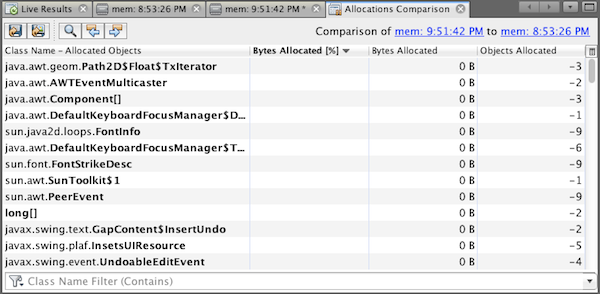 Live Results mem: 8:53:26 PM mem: 9:51:42 PM * Allocations Comparison
Comparison of mem: 9:51:42 PM to mem: 8:53:26 PM
Class Name - Allocated Objects Bytes Allocated [%] Bytes Allocated Objects Allocated
java.awt.geom.Path2D$Float$TxIterator 0 B -3
java.awt.AWTEventMulticaster 0 B -2
java.awt.Component[] 0 B -3
java.awt.DefaultKeyboardFocusManager$D... 0 B -1
sun.java2d.loops.FontInfo 0 B -9
java.awt.DefaultKeyboardFocusManager$T... 0 B -6
sun.font.FontStrikeDesc 0 B -9
sun.awt.SunToolkit$1 0 B -1
sun.awt.PeerEvent 0 B -9
long[] 0 B -2
javax.swing.text.GapContent$InsertUndo 0 B -2
javax.swing.plaf.InsetsUIResource 0 B -5
javax.swing.event.UndoableEditEvent 0 B -4
Class Name Filter (Contains)